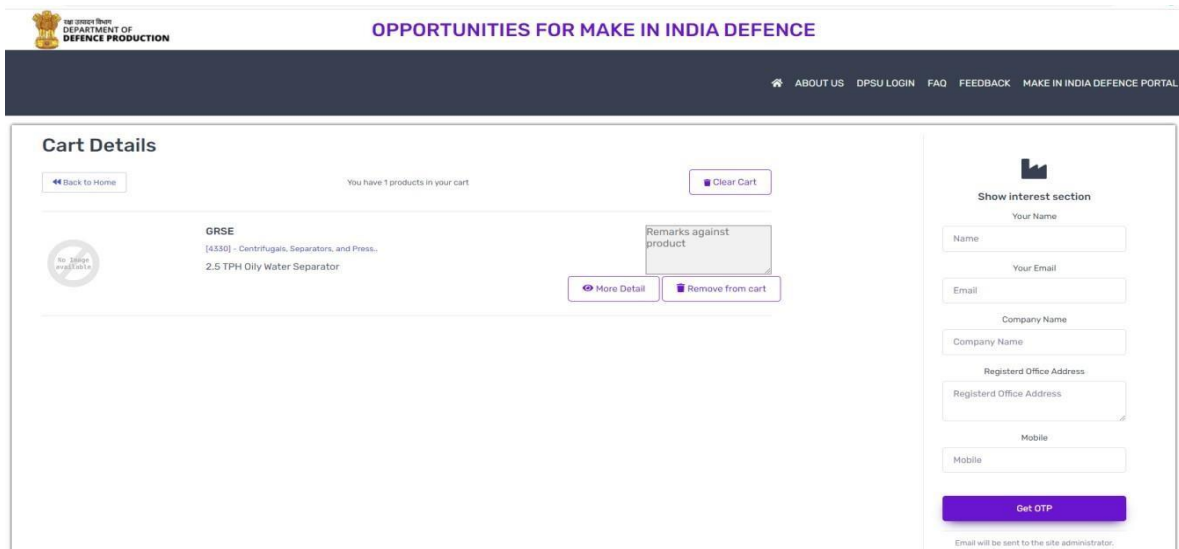 रक्षा उत्पादन विभाग
DEPARTMENT OF
DEFENCE PRODUCTION
OPPORTUNITIES FOR MAKE IN INDIA DEFENCE
ABOUT US DPSU LOGIN FAQ FEEDBACK MAKE IN INDIA DEFENCE PORTAL
Cart Details
Back to Home
You have 1 products in your cart
Clear Cart
No Image
available
GRSE
[4330] - Centrifugals, Separators, and Press..
2.5 TPH Oily Water Separator
Remarks against
product
More Detail
Remove from cart
Show interest section
Your Name
Name
Your Email
Email
Company Name
Company Name
Registerd Office Address
Registerd Office Address
Mobile
Mobile
Get OTP
Email will be sent to the site administrator.